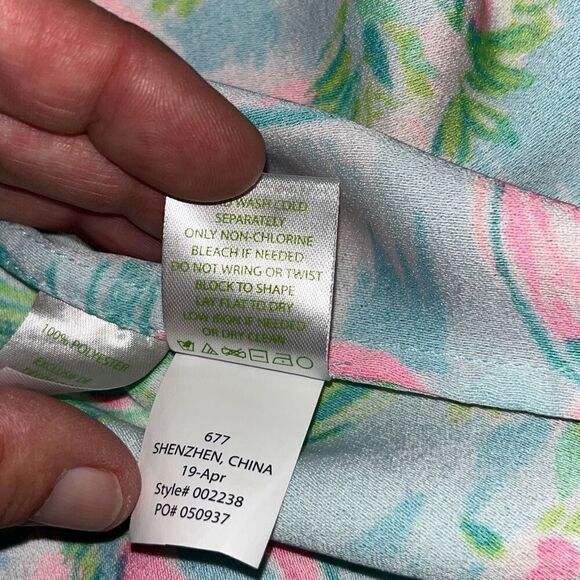 WASH COLD
SEPARATELY
ONLY NON-CHLORINE
BLEACH IF NEEDED
DO NOT WRING OR TWIST
BLOCK TO SHAPE
LAY FLAT TO DRY
LOW IRON IF NEEDED
OR DRY CLEAN
100% POLYESTER
EXCLUSIVE OF
677
SHENZHEN, CHINA
19-Apr
Style# 002238
PO# 050937